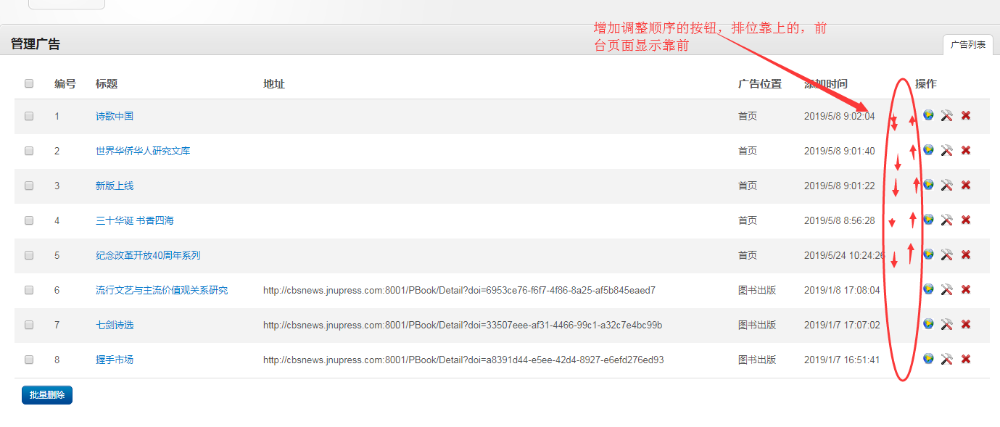 增加调整顺序的按钮，排位靠上的，前
台页面显示靠前
管理广告
广告列表
编号 标题 地址 广告位置 添加时间 操作
1 诗歌中国 首页 2019/5/8 9:02:04
2 世界华侨华人研究文库 首页 2019/5/8 9:01:40
3 新版上线 首页 2019/5/8 9:01:22
4 三十华诞 书香四海 首页 2019/5/8 8:56:28
5 纪念改革开放40周年系列 首页 2019/5/24 10:24:26
6 流行文艺与主流价值观关系研究 http://cbsnews.jnupress.com:8001/PBook/Detail?doi=6953ce76-f6f7-4f86-8a25-af5b845eaed7 图书出版 2019/1/8 17:08:04
7 七剑诗选 http://cbsnews.jnupress.com:8001/PBook/Detail?doi=33507eee-af31-4466-99c1-a32c7e4bc99b 图书出版 2019/1/7 17:07:02
8 握手市场 http://cbsnews.jnupress.com:8001/PBook/Detail?doi=a8391d44-e5ee-42d4-8927-e6efd276ed93 图书出版 2019/1/7 16:51:41
批量删除